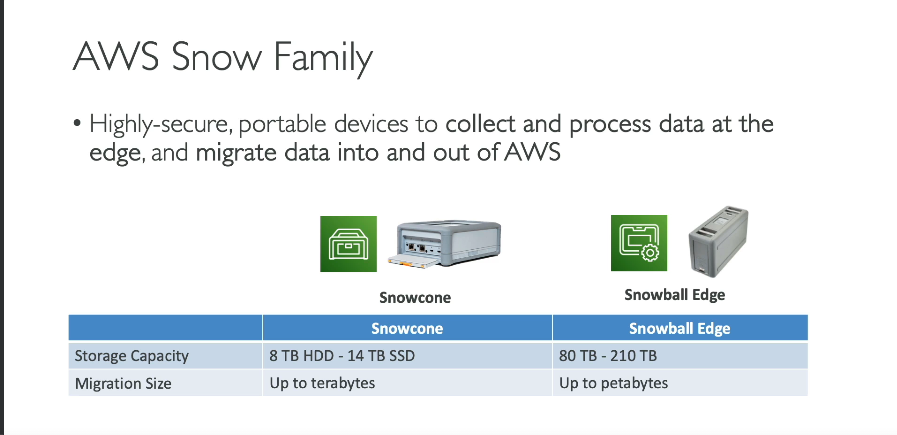 AWS Snow Family
• Highly-secure, portable devices to collect and process data at the
edge, and migrate data into and out of AWS
Snowcone
Snowball Edge
Snowcone Snowball Edge
Storage Capacity 8 TB HDD - 14 TB SSD 80 TB - 210 TB
Migration Size Up to terabytes Up to petabytes